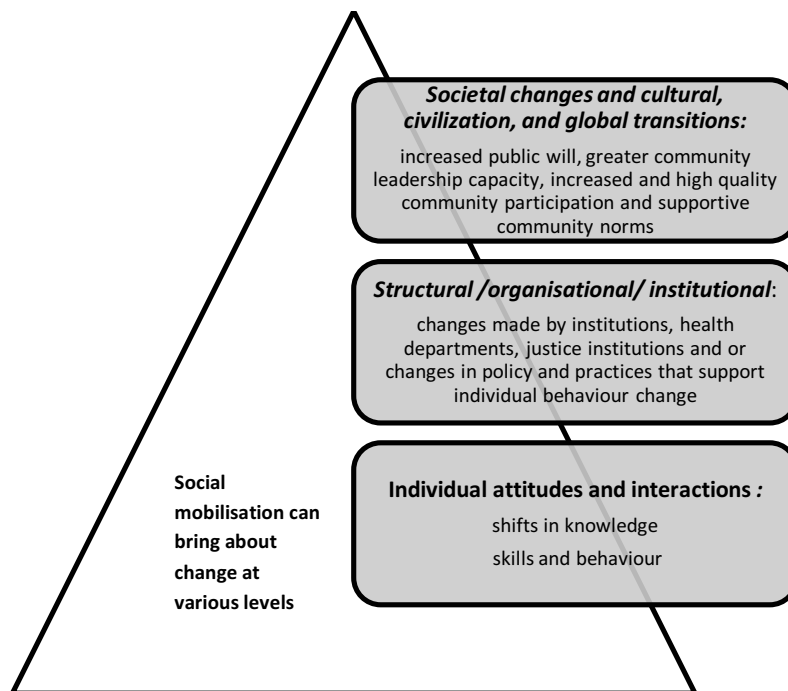 Societal changes and cultural,
civilization, and global transitions:
increased public will, greater community
leadership capacity, increased and high quality
community participation and supportive
community norms
Structural /organisational/ institutional:
changes made by institutions, health
departments, justice institutions and or
changes in policy and practices that support
individual behaviour change
Individual attitudes and interactions :
shifts in knowledge
skills and behaviour
Social
mobilisation can
bring about
change at
various levels